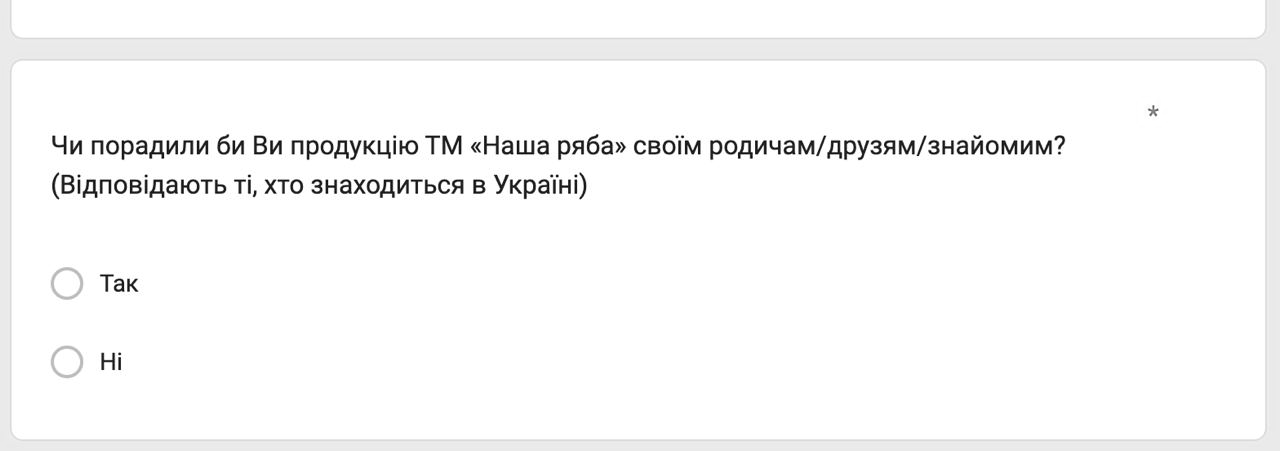 *
Чи порадили би Ви продукцію ТМ «Наша ряба» своїм родичам/друзям/знайомим?
(Відповідають ті, хто знаходиться в Україні)
Так
Ні